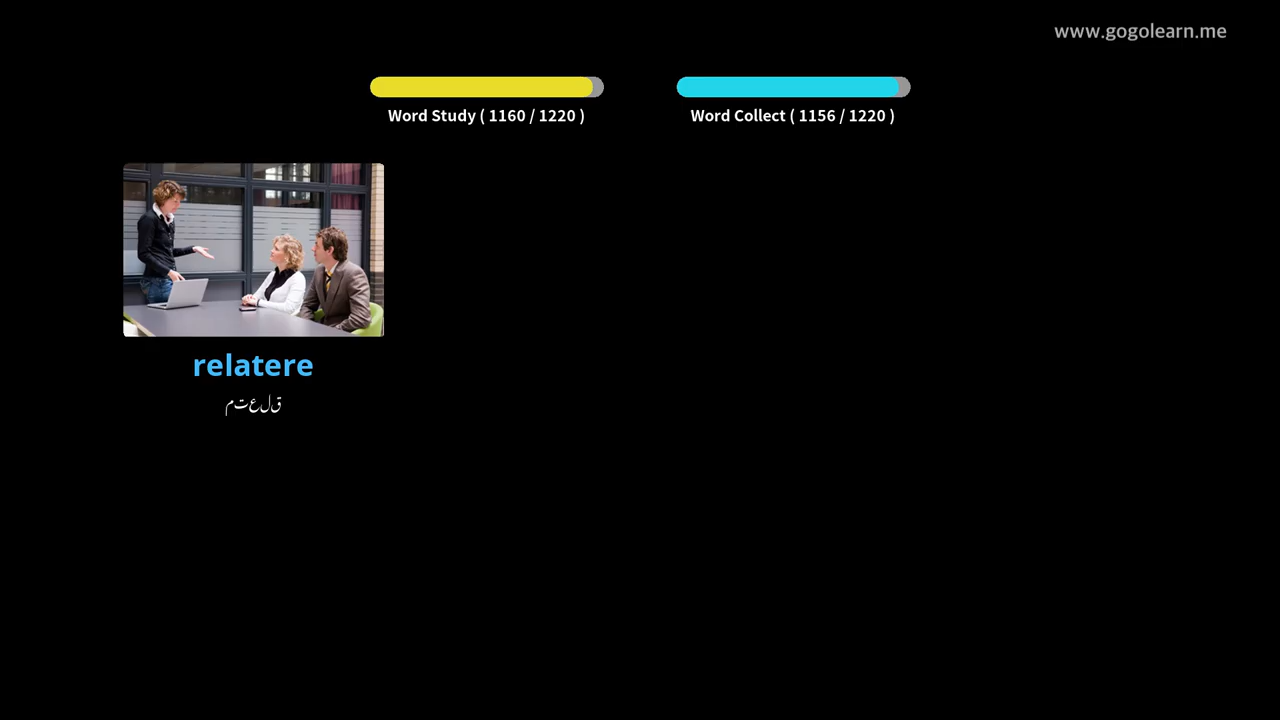 www.gogolearn.me
Word Study ( 1160 / 1220 )
Word Collect ( 1156 / 1220 )
relatere
متعلق